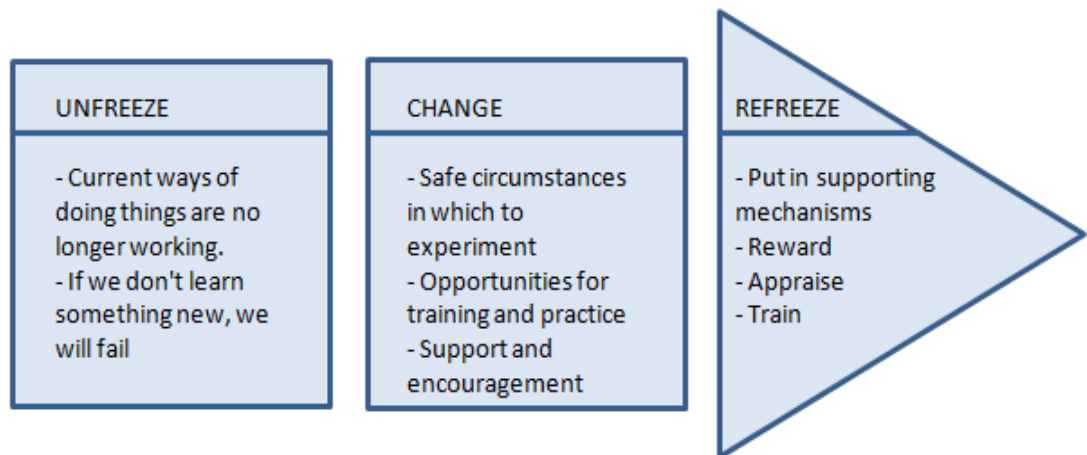 UNFREEZE
- Current ways of
doing things are no
longer working.
- If we don't learn
something new, we
will fail
CHANGE
- Safe circumstances
in which to
experiment
- Opportunities for
training and practice
- Support and
encouragement
REFREEZE
- Put in supporting
mechanisms
- Reward
- Appraise
- Train